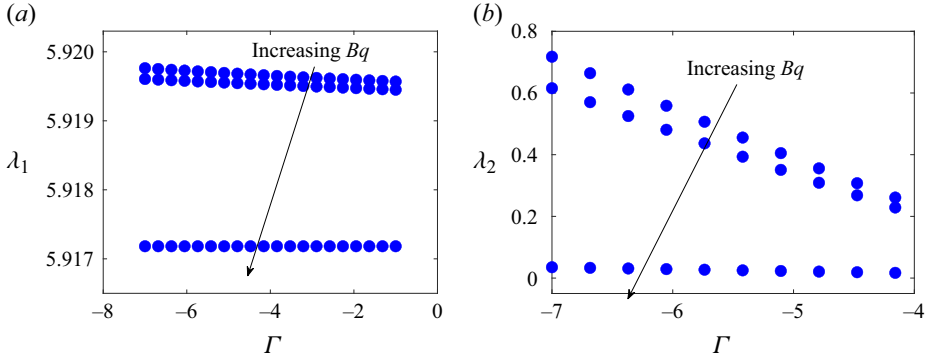 (a)
5.920
5.919
5.918
5.917
λ1
Increasing Bq
−8 −6 −4 −2 0
Γ
(b)
0.8
0.6
0.4
0.2
0
λ2
Increasing Bq
−7 −6 −5 −4
Γ